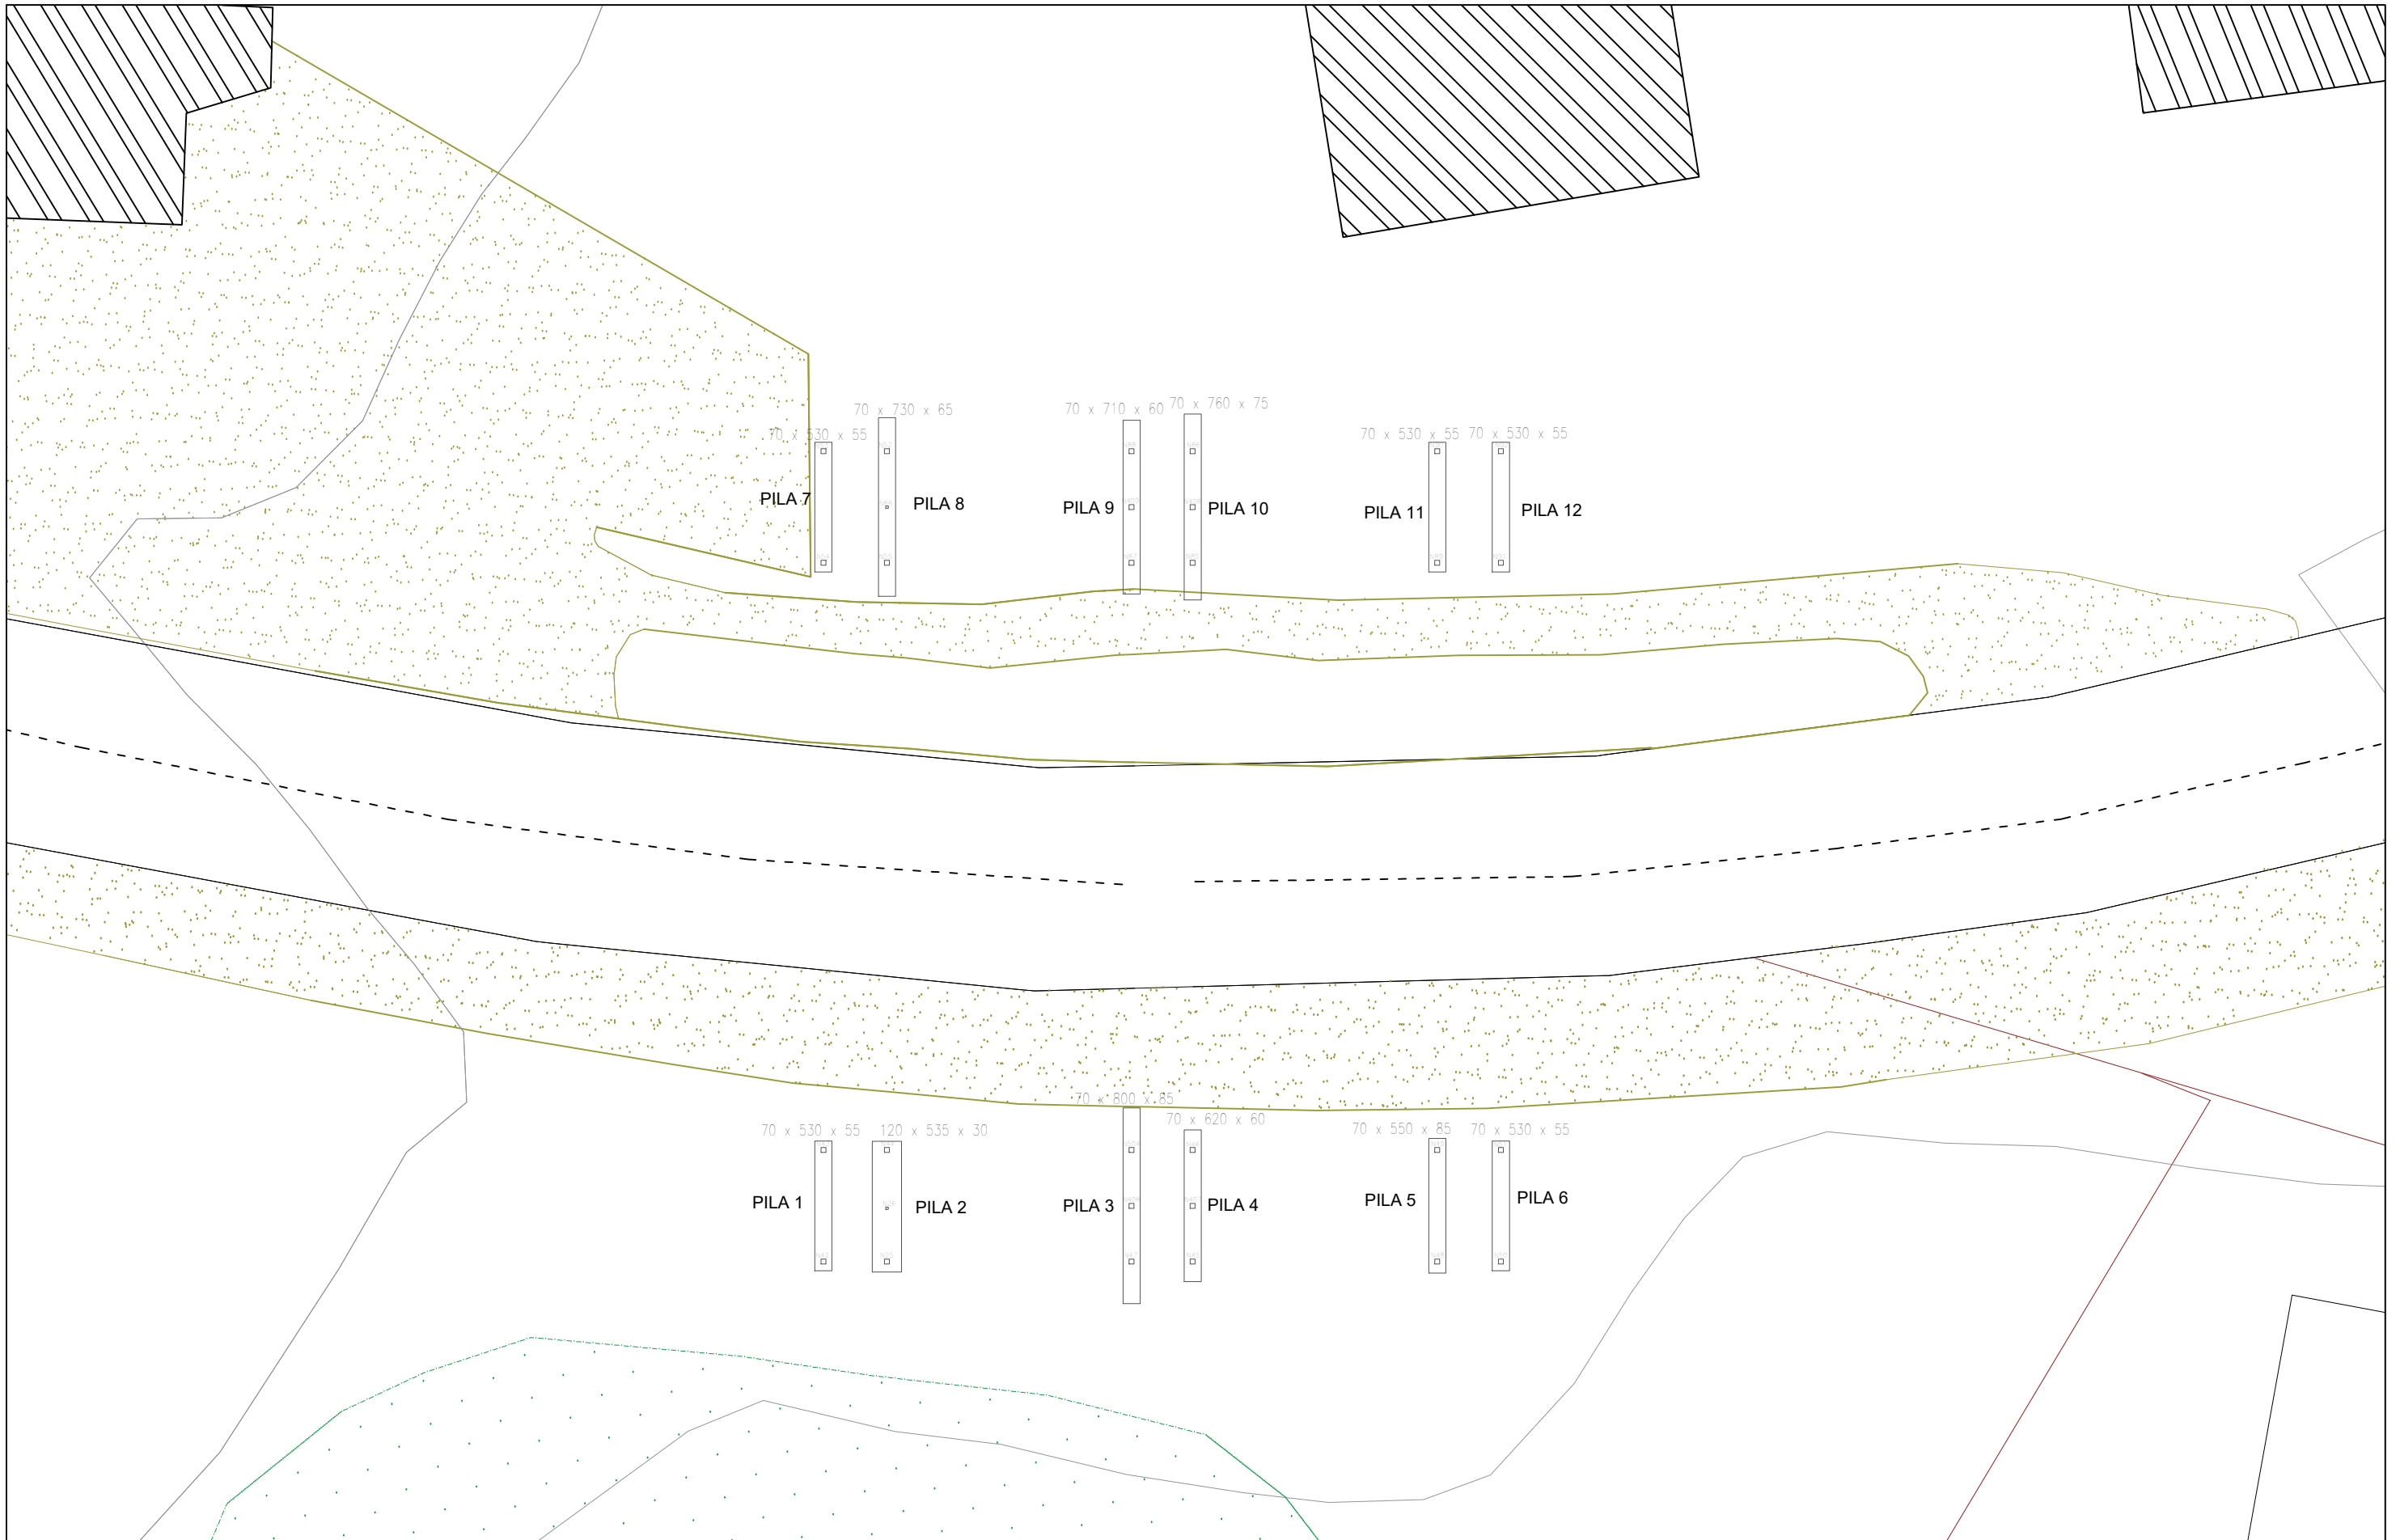 70 x 730 x 65
70 x 710 x 60
70 x 760 x 75
70 x 530 x 55
70 x 530 x 55
70 x 530 x 55
PILA 7
PILA 8
PILA 9
PILA 10
PILA 11
PILA 12
70 x 800 x 85
70 x 620 x 60
70 x 530 x 55
120 x 535 x 30
70 x 550 x 85
70 x 530 x 55
PILA 1
PILA 2
PILA 3
PILA 4
PILA 5
PILA 6